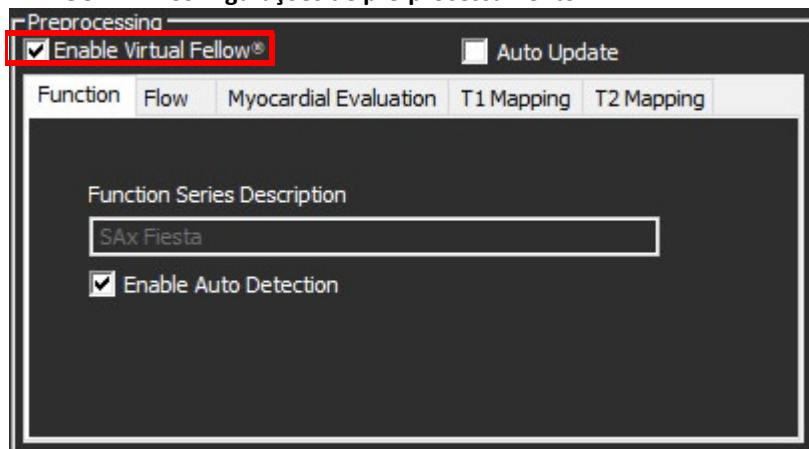 Preprocessing
Enable Virtual Fellow®
Auto Update
Function Flow Myocardial Evaluation T1 Mapping T2 Mapping
Function Series Description
SAx Fiesta
Enable Auto Detection